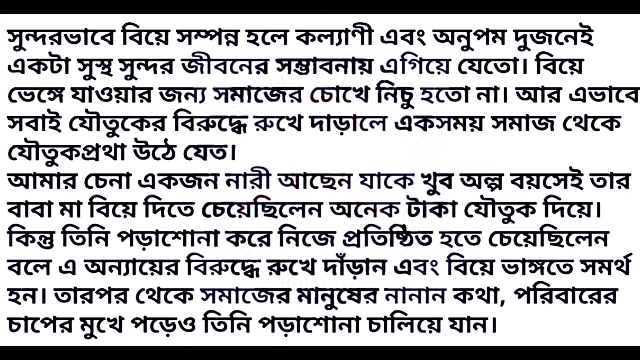 সুন্দরভাবে বিয়ে সম্পন্ন হলে কল্যাণী এবং অনুপম দুজনেই
একটা সুস্থ সুন্দর জীবনের সম্ভাবনায় এগিয়ে যেতো। বিয়ে
ভেঙ্গে যাওয়ার জন্য সমাজের চোখে নিচু হতো না। আর এভাবে
সবাই যৌতুকের বিরুদ্ধে রুখে দাড়ালে একসময় সমাজ থেকে
যৌতুকপ্রথা উঠে যেত।
আমার চেনা একজন নারী আছেন যাকে খুব অল্প বয়সেই তার
বাবা মা বিয়ে দিতে চেয়েছিলেন অনেক টাকা যৌতুক দিয়ে।
কিন্তু তিনি পড়াশোনা করে নিজে প্রতিষ্ঠিত হতে চেয়েছিলেন
বলে এ অন্যায়ের বিরুদ্ধে রুখে দাঁড়ান এবং বিয়ে ভাঙ্গতে সমর্থ
হন। তারপর থেকে সমাজের মানুষের নানান কথা, পরিবারের
চাপের মুখে পড়েও তিনি পড়াশোনা চালিয়ে যান।